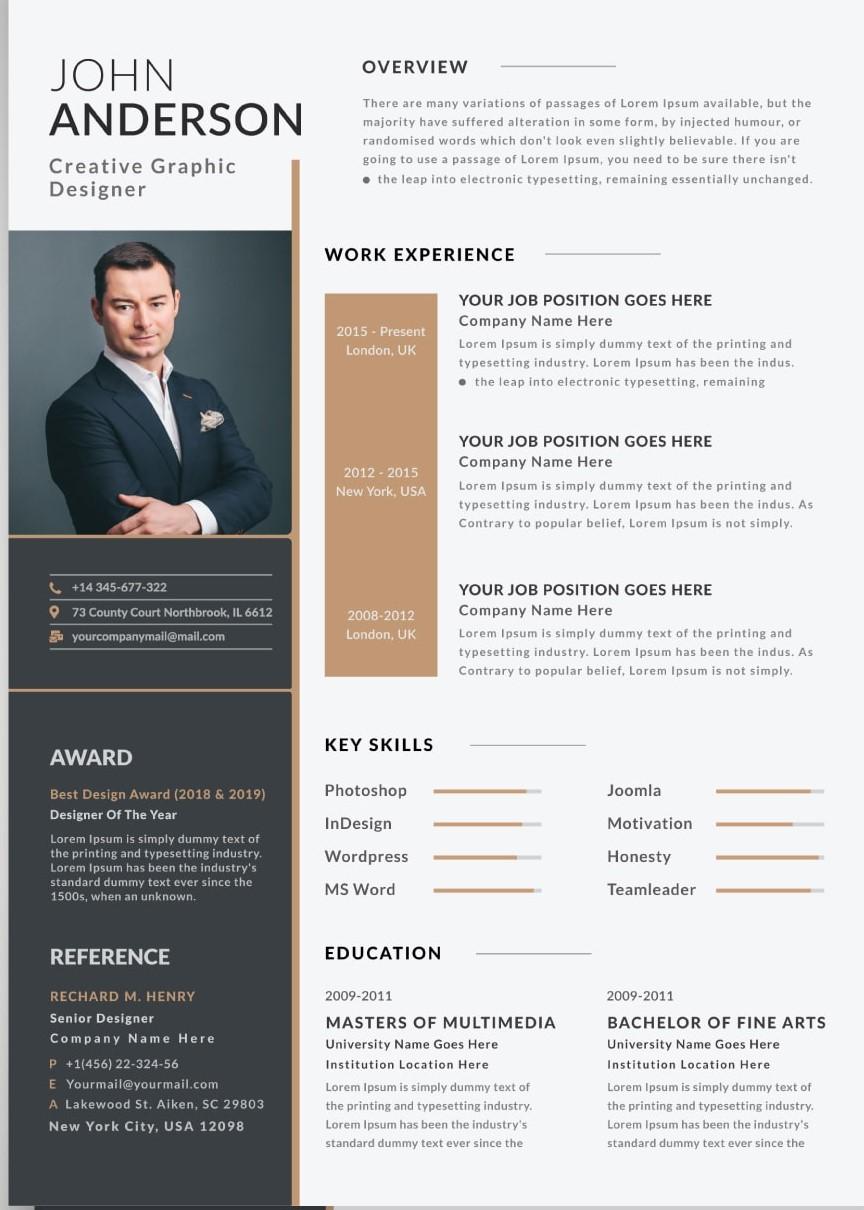 JOHN
ANDERSON
Creative Graphic
Designer
+14 345-677-322
73 County Court Northbrook, IL 6612
yourcompanymail@mail.com
AWARD
Best Design Award (2018 & 2019)
Designer Of The Year
Lorem Ipsum is simply dummy text of
the printing and typesetting industry.
Lorem Ipsum has been the industry's
standard dummy text ever since the
1500s, when an unknown.
REFERENCE
RECHARD M. HENRY
Senior Designer
Company Name Here
P +1(456) 22-324-56
E Yourmail@yourmail.com
A Lakewood St. Aiken, SC 29803
New York City, USA 12098
OVERVIEW
There are many variations of passages of Lorem Ipsum available, but the
majority have suffered alteration in some form, by injected humour, or
randomised words which don't look even slightly believable. If you are
going to use a passage of Lorem Ipsum, you need to be sure there isn't
● the leap into electronic typesetting, remaining essentially unchanged.
WORK EXPERIENCE
2015 - Present
London, UK
YOUR JOB POSITION GOES HERE
Company Name Here
Lorem Ipsum is simply dummy text of the printing and
typesetting industry. Lorem Ipsum has been the indus.
● the leap into electronic typesetting, remaining
2012 - 2015
New York, USA
YOUR JOB POSITION GOES HERE
Company Name Here
Lorem Ipsum is simply dummy text of the printing and
typesetting industry. Lorem Ipsum has been the indus. As
Contrary to popular belief, Lorem Ipsum is not simply.
2008-2012
London, UK
YOUR JOB POSITION GOES HERE
Company Name Here
Lorem Ipsum is simply dummy text of the printing and
typesetting industry. Lorem Ipsum has been the indus. As
Contrary to popular belief, Lorem Ipsum is not simply.
KEY SKILLS
Photoshop
InDesign
Wordpress
MS Word
Joomla
Motivation
Honesty
Teamleader
EDUCATION
2009-2011
MASTERS OF MULTIMEDIA
University Name Goes Here
Institution Location Here
Lorem Ipsum is simply dummy text of
the printing and typesetting industry.
Lorem Ipsum has been the industry's
standard dummy text ever since the
2009-2011
BACHELOR OF FINE ARTS
University Name Goes Here
Institution Location Here
Lorem Ipsum is simply dummy text of
the printing and typesetting industry.
Lorem Ipsum has been the industry's
standard dummy text ever since the